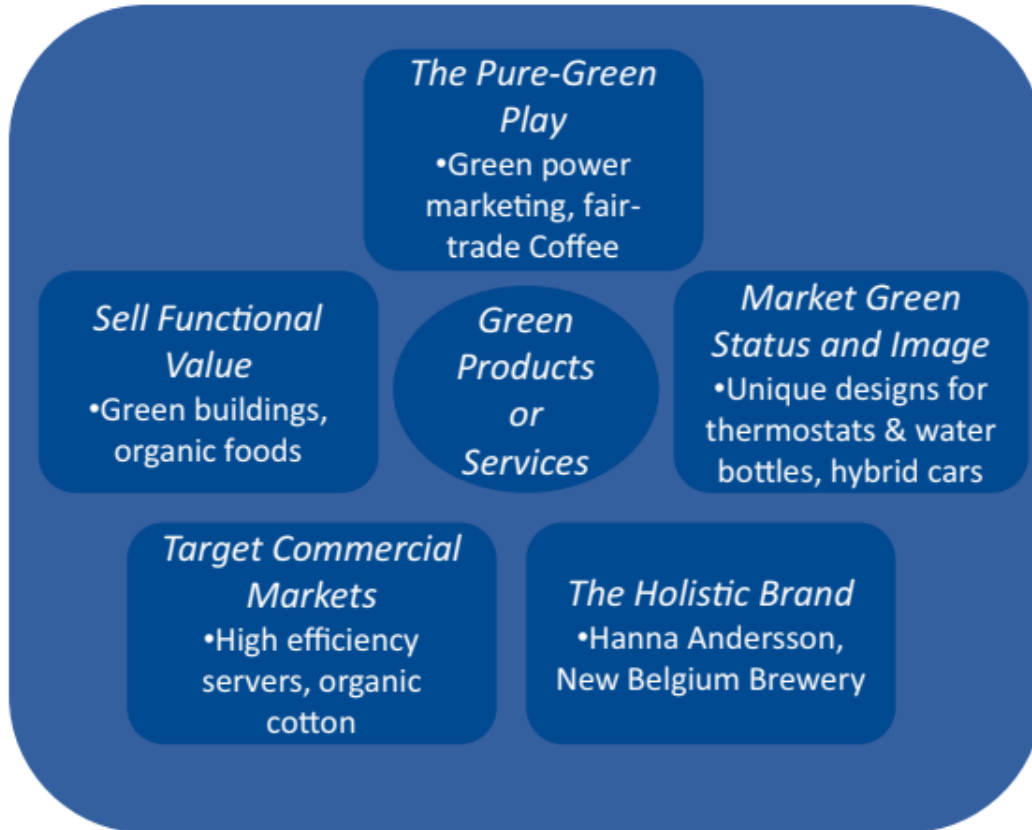 The Pure-Green
Play
•Green power
marketing, fair-
trade Coffee
Sell Functional
Value
•Green buildings,
organic foods
Green
Products
or
Services
Market Green
Status and Image
•Unique designs for
thermostats & water
bottles, hybrid cars
Target Commercial
Markets
•High efficiency
servers, organic
cotton
The Holistic Brand
•Hanna Andersson,
New Belgium Brewery